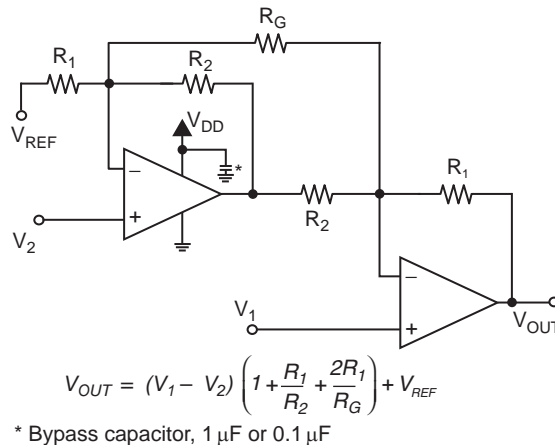 R_G
R_1
R_2
V_REF
V_DD
*
−
+
V_2
R_2
R_1
−
+
V_1
V_OUT
V_OUT = (V_1 − V_2) (1 + R_1/R_2 + 2R_1/R_G) + V_REF
* Bypass capacitor, 1 μF or 0.1 μF